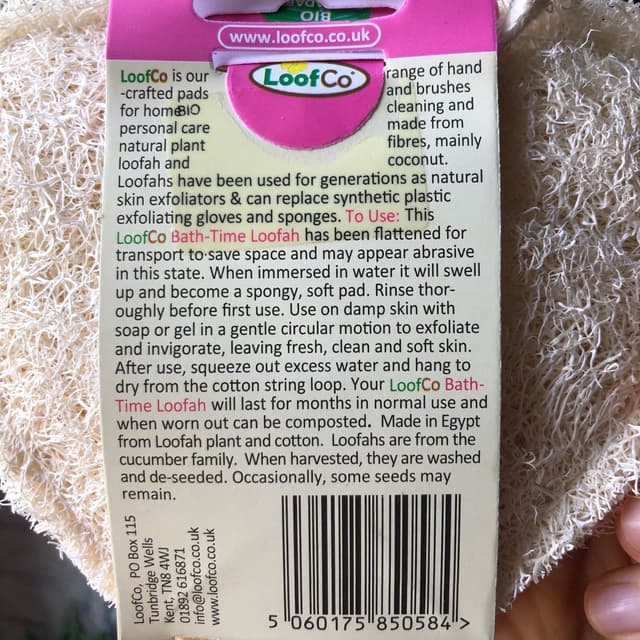 BIO
www.loofco.co.uk
LoofCo
LoofCo is our range of hand
-crafted pads and brushes
for home cleaning and
BIO
personal care made from
natural plant fibres, mainly
loofah and coconut.
Loofahs have been used for generations as natural
skin exfoliators & can replace synthetic plastic
exfoliating gloves and sponges. To Use: This
LoofCo Bath-Time Loofah has been flattened for
transport to save space and may appear abrasive
in this state. When immersed in water it will swell
up and become a spongy, soft pad. Rinse thor-
oughly before first use. Use on damp skin with
soap or gel in a gentle circular motion to exfoliate
and invigorate, leaving fresh, clean and soft skin.
After use, squeeze out excess water and hang to
dry from the cotton string loop. Your LoofCo Bath-
Time Loofah will last for months in normal use and
when worn out can be composted. Made in Egypt
from Loofah plant and cotton. Loofahs are from the
cucumber family. When harvested, they are washed
and de-seeded. Occasionally, some seeds may
remain.
LoofCo, PO Box 115
Tunbridge Wells
Kent, TN8 4WJ
01892 616871
info@loofco.co.uk
www.loofco.co.uk
5 060175 850584 >